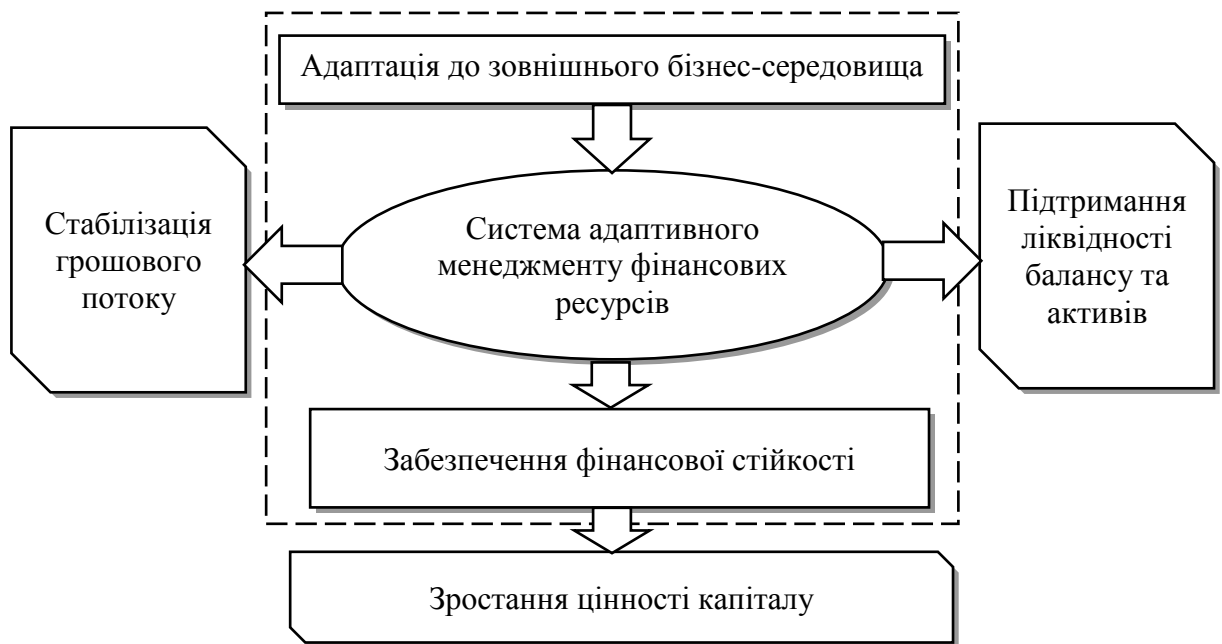 Адаптація до зовнішнього бізнес-середовища
Стабілізація
грошового
потоку
Система адаптивного
менеджменту фінансових
ресурсів
Підтримання
ліквідності
балансу та
активів
Забезпечення фінансової стійкості
Зростання цінності капіталу